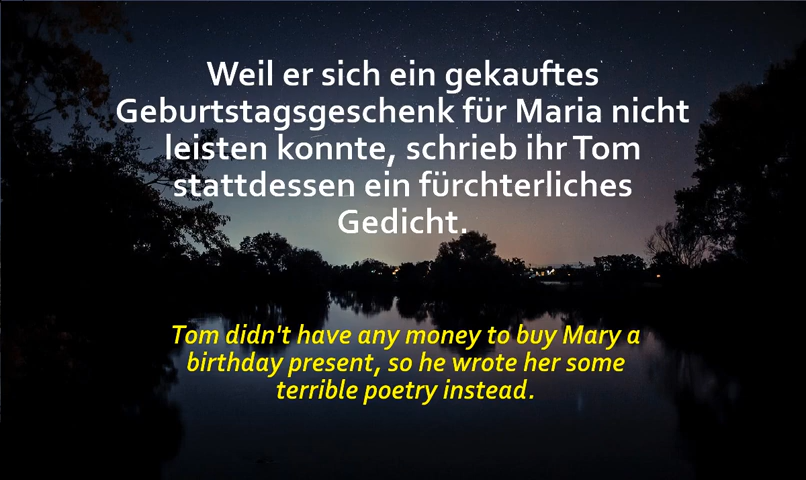 Weil er sich ein gekauftes
Geburtstagsgeschenk für Maria nicht
leisten konnte, schrieb ihr Tom
stattdessen ein fürchterliches
Gedicht.
Tom didn't have any money to buy Mary a
birthday present, so he wrote her some
terrible poetry instead.